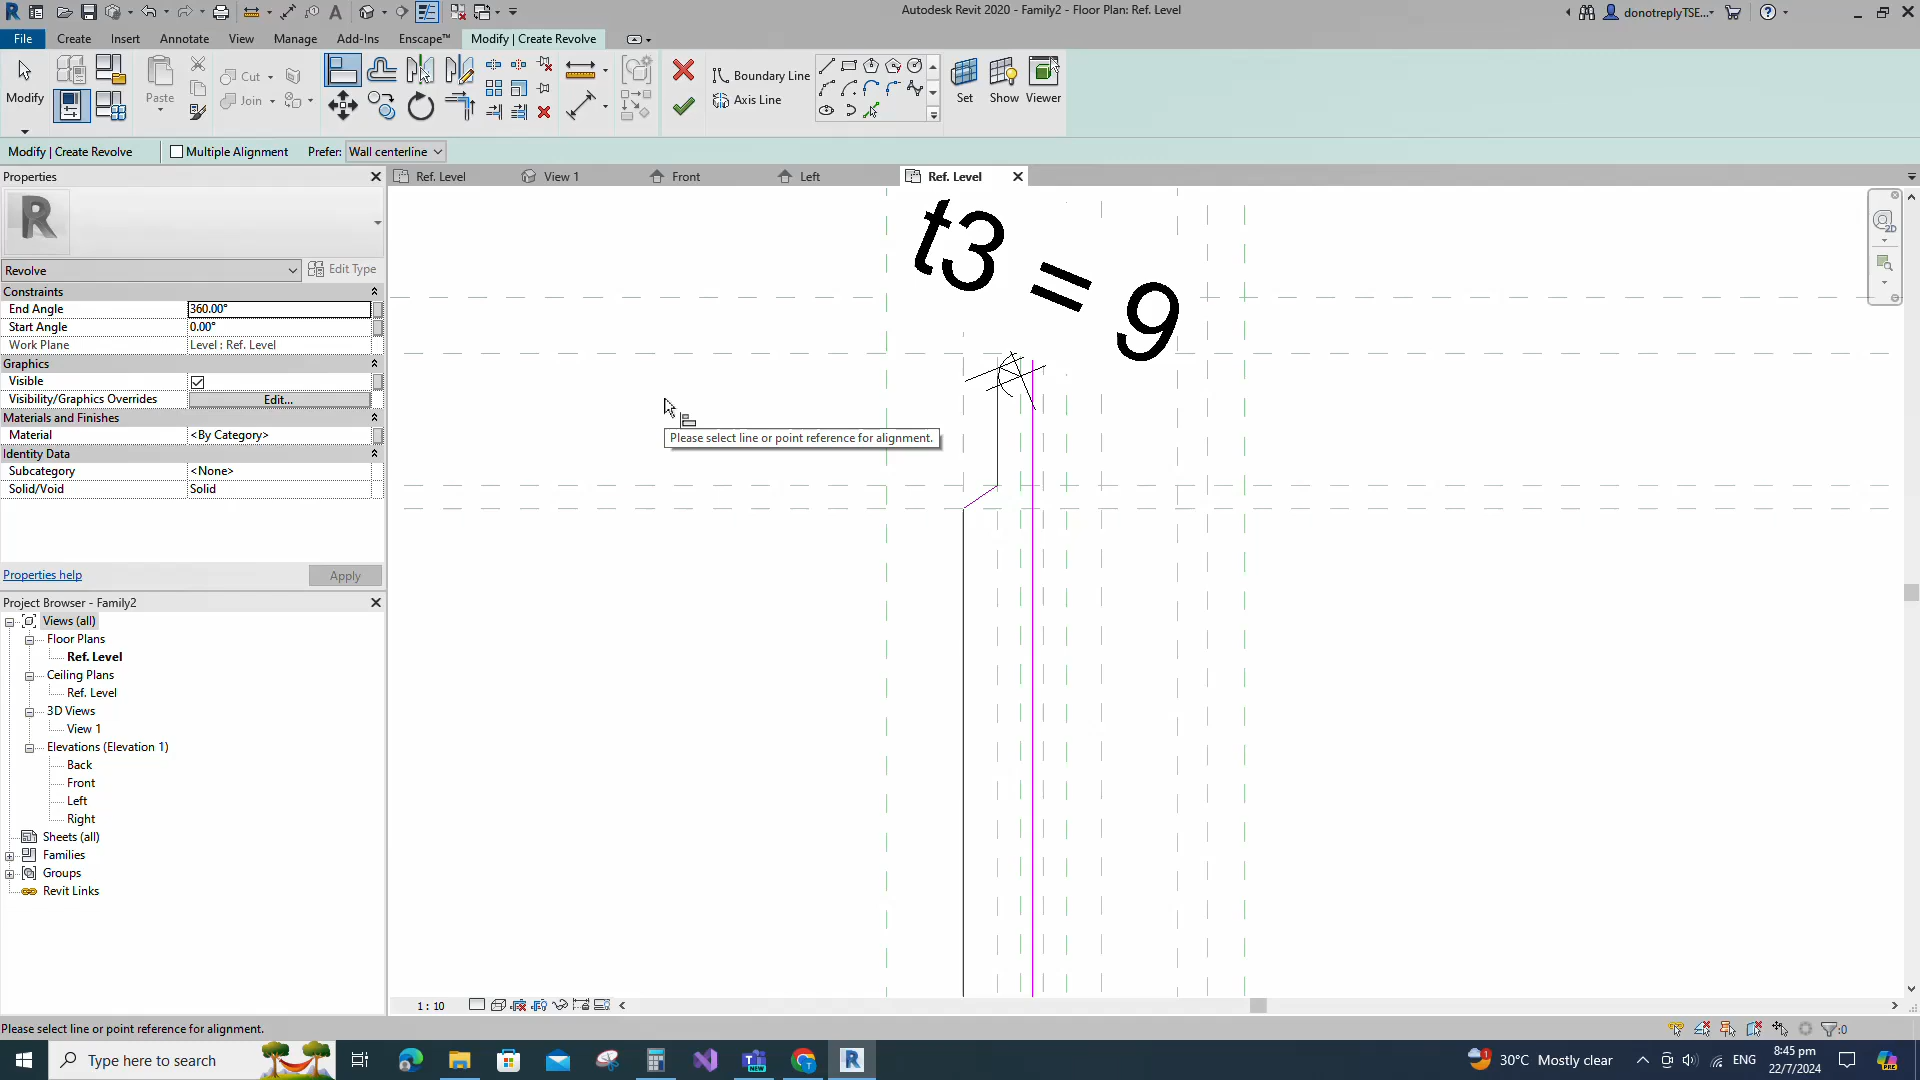 Autodesk Revit 2020 - Family2 - Floor Plan: Ref. Level
donotreplyTSE...
File
Create
Insert
Annotate
View
Manage
Add-Ins
Enscape™
Modify | Create Revolve
Modify
Paste
Cut
Join
Boundary Line
Axis Line
Set
Show
Viewer
Modify | Create Revolve
Multiple Alignment
Prefer:
Wall centerline
Properties
Ref. Level
View 1
Front
Left
Ref. Level
R
Revolve
Edit Type
Constraints
End Angle 360.00°
Start Angle 0.00°
Work Plane Level : Ref. Level
Graphics
Visible
Visibility/Graphics Overrides Edit...
Materials and Finishes
Material <By Category>
Identity Data
Subcategory <None>
Solid/Void Solid
Properties help
Apply
t3 = 9
Please select line or point reference for alignment.
2D
Project Browser - Family2
Views (all)
Floor Plans
Ref. Level
Ceiling Plans
Ref. Level
3D Views
View 1
Elevations (Elevation 1)
Back
Front
Left
Right
Sheets (all)
Families
Groups
Revit Links
1 : 10
Please select line or point reference for alignment.
:0
Type here to search
NEW
R
1
30°C Mostly clear
ENG
8:45 pm
22/7/2024
PRE